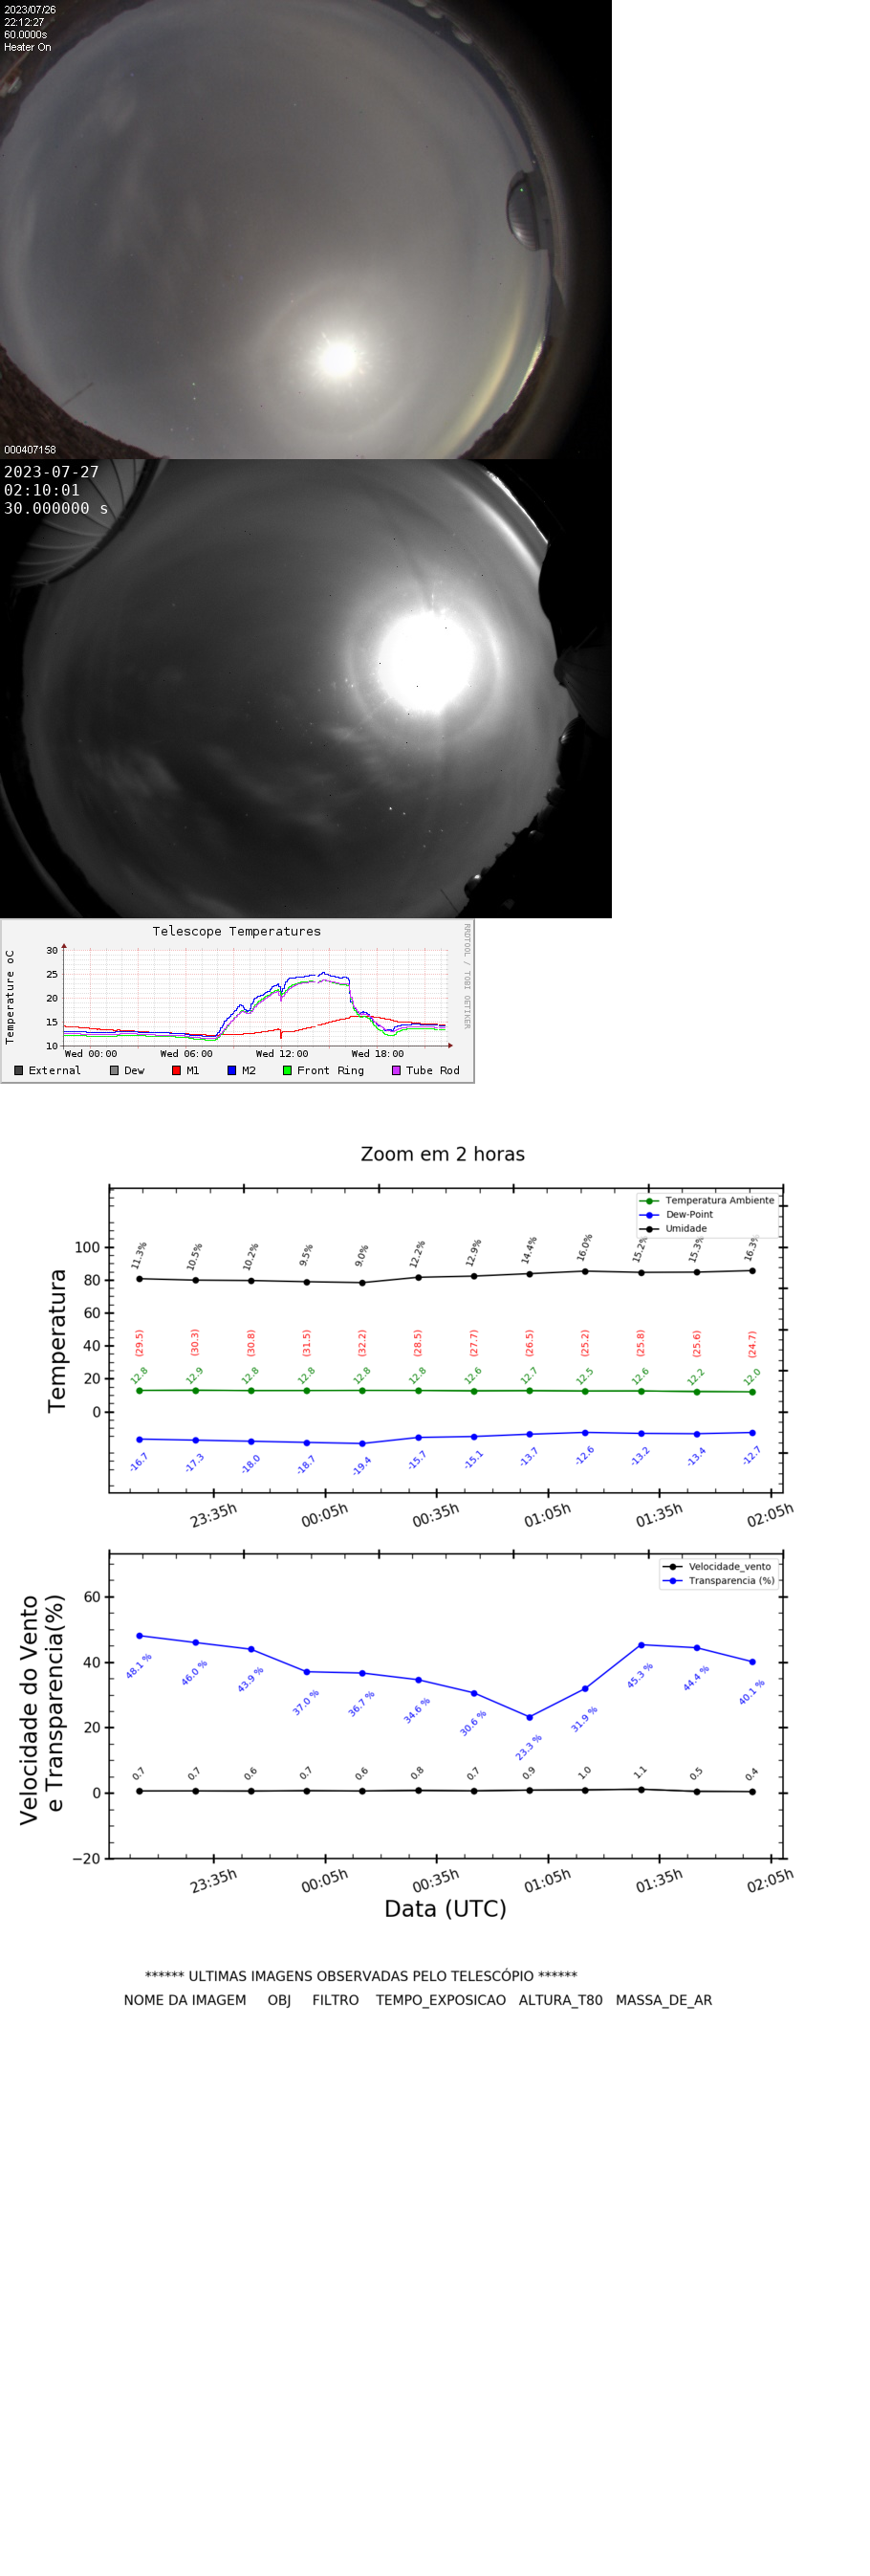 2023/07/26
22:12:27
60.0000s
Heater On
000407158
2023-07-27
02:10:01
30.000000 s
Telescope Temperatures
RRDTOOL / TOBI OETIKER
Temperature oC
30
25
20
15
10
Wed 00:00 Wed 06:00 Wed 12:00 Wed 18:00
External Dew M1 M2 Front Ring Tube Rod
Zoom em 2 horas
Temperatura Ambiente
Dew-Point
Umidade
Temperatura
100
80
60
40
20
0
11.3% 10.5% 10.2% 9.5% 9.0% 12.2% 12.9% 14.4% 16.0% 15.2% 15.3% 16.3%
(29.5) (30.3) (30.8) (31.5) (32.2) (28.5) (27.7) (26.5) (25.2) (25.8) (25.6) (24.7)
12.8 12.9 12.8 12.8 12.8 12.8 12.6 12.7 12.5 12.6 12.2 12.0
-16.7 -17.3 -18.0 -18.7 -19.4 -15.7 -15.1 -13.7 -12.6 -13.2 -13.4 -12.7
23:35h 00:05h 00:35h 01:05h 01:35h 02:05h
Velocidade_vento
Transparencia (%)
Velocidade do Vento
e Transparencia(%)
60
40
20
0
−20
48.1 % 46.0 % 43.9 % 37.0 % 36.7 % 34.6 % 30.6 % 23.3 % 31.9 % 45.3 % 44.4 % 40.1 %
0.7 0.7 0.6 0.7 0.6 0.8 0.7 0.9 1.0 1.1 0.5 0.4
23:35h 00:05h 00:35h 01:05h 01:35h 02:05h
Data (UTC)
****** ULTIMAS IMAGENS OBSERVADAS PELO TELESCÓPIO ******
NOME DA IMAGEM OBJ FILTRO TEMPO_EXPOSICAO ALTURA_T80 MASSA_DE_AR